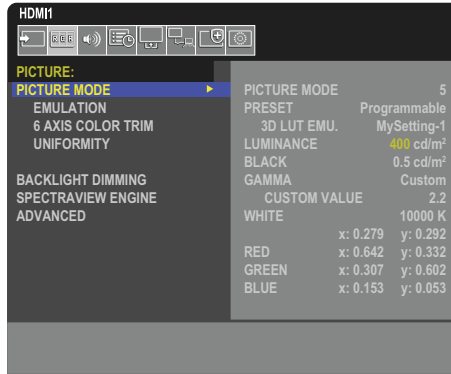 HDMI1
RGB
PICTURE:
PICTURE MODE
EMULATION
6 AXIS COLOR TRIM
UNIFORMITY
BACKLIGHT DIMMING
SPECTRAVIEW ENGINE
ADVANCED
PICTURE MODE 5
PRESET Programmable
3D LUT EMU. MySetting-1
LUMINANCE 400 cd/m²
BLACK 0.5 cd/m²
GAMMA Custom
CUSTOM VALUE 2.2
WHITE 10000 K
x: 0.279 y: 0.292
RED x: 0.642 y: 0.332
GREEN x: 0.307 y: 0.602
BLUE x: 0.153 y: 0.053